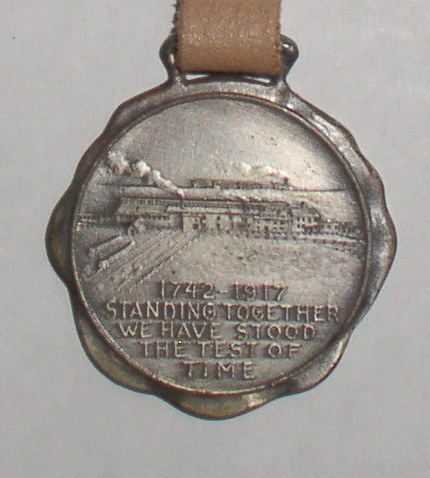 1742-1917
STANDING TOGETHER
WE HAVE STOOD
THE TEST OF
TIME